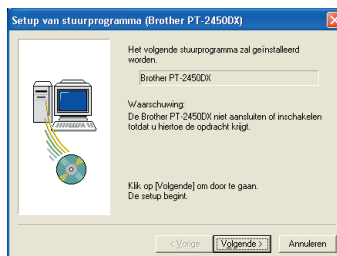 Setup van stuurprogramma (Brother PT-2450DX)
Het volgende stuurprogramma zal geïnstalleerd
worden.
Brother PT-2450DX
Waarschuwing:
De Brother PT-2450DX niet aansluiten of inschakelen
totdat u hiertoe de opdracht krijgt.
Klik op [Volgende] om door te gaan.
De setup begint.
< Vorige
Volgende >
Annuleren